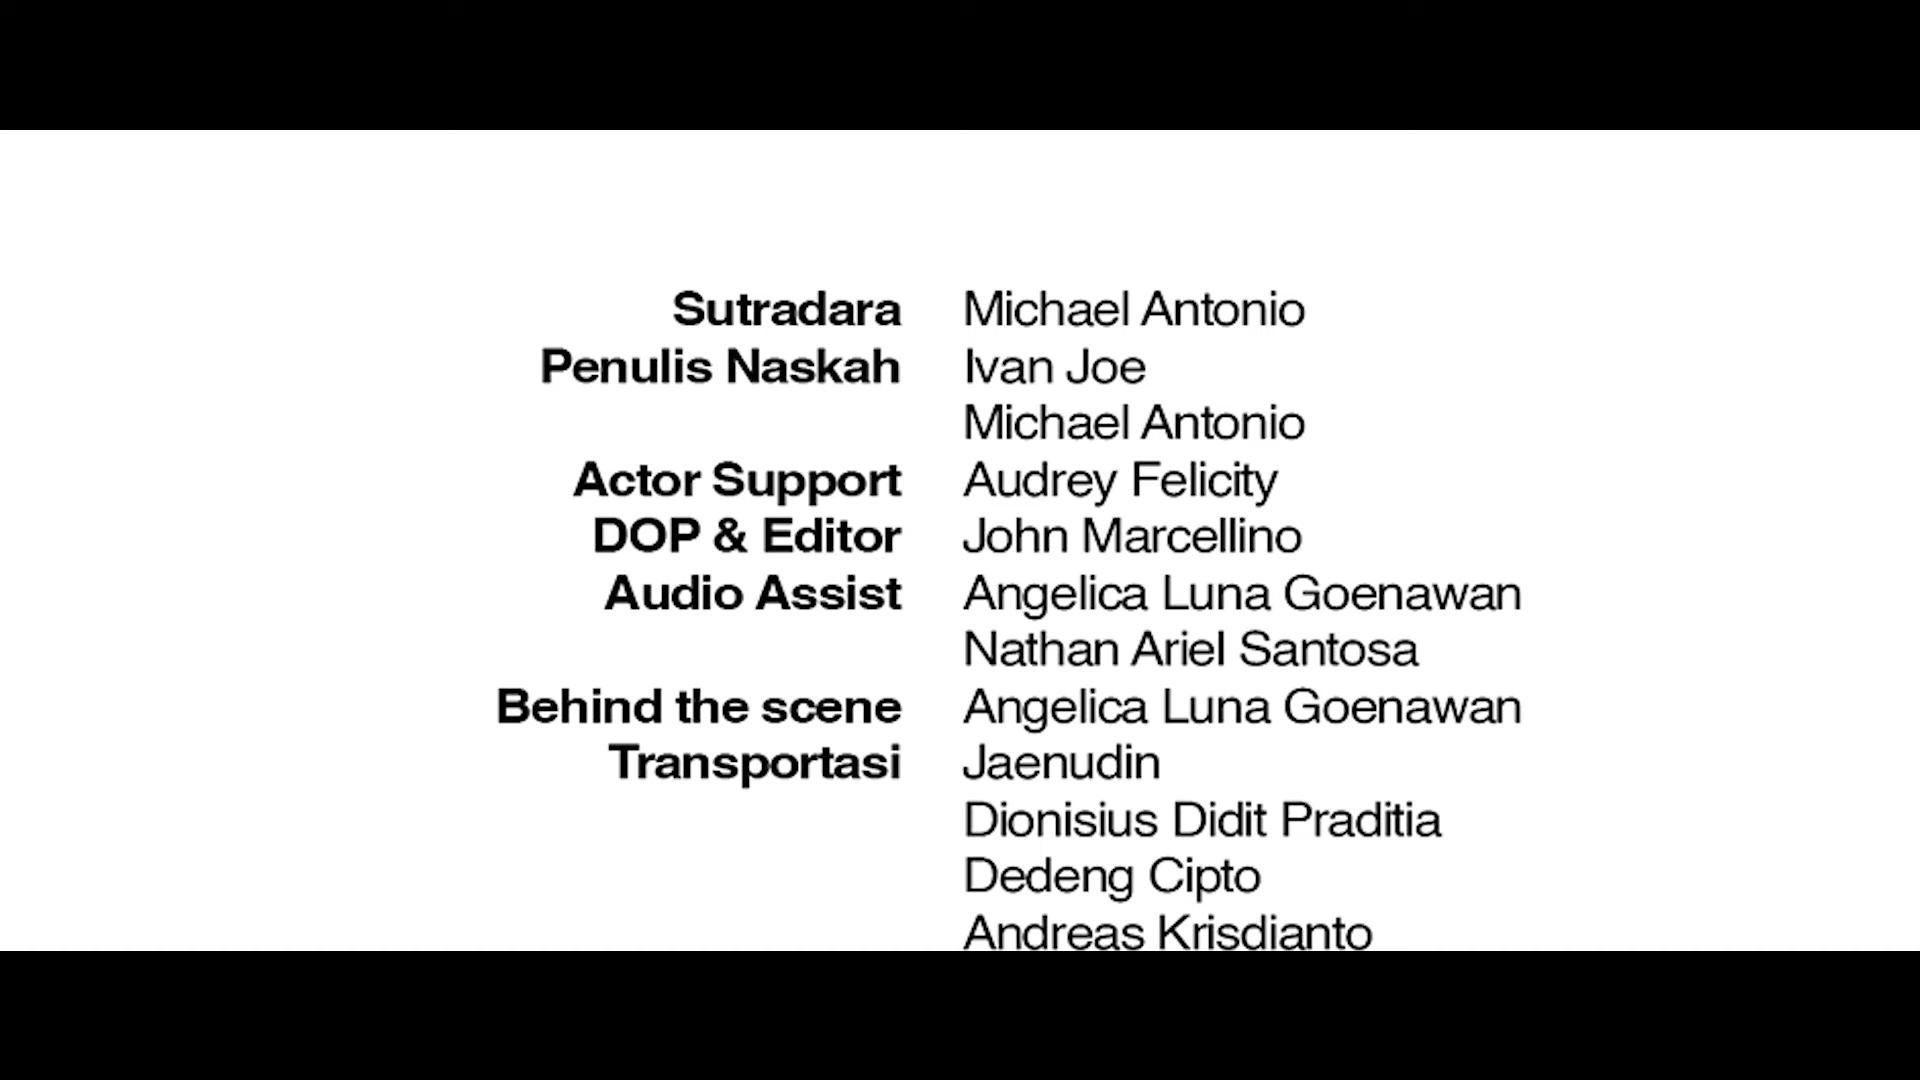 Sutradara Michael Antonio
Penulis Naskah Ivan Joe
Michael Antonio
Actor Support Audrey Felicity
DOP & Editor John Marcellino
Audio Assist Angelica Luna Goenawan
Nathan Ariel Santosa
Behind the scene Angelica Luna Goenawan
Transportasi Jaenudin
Dionisius Didit Praditia
Dedeng Cipto
Andreas Krisdianto